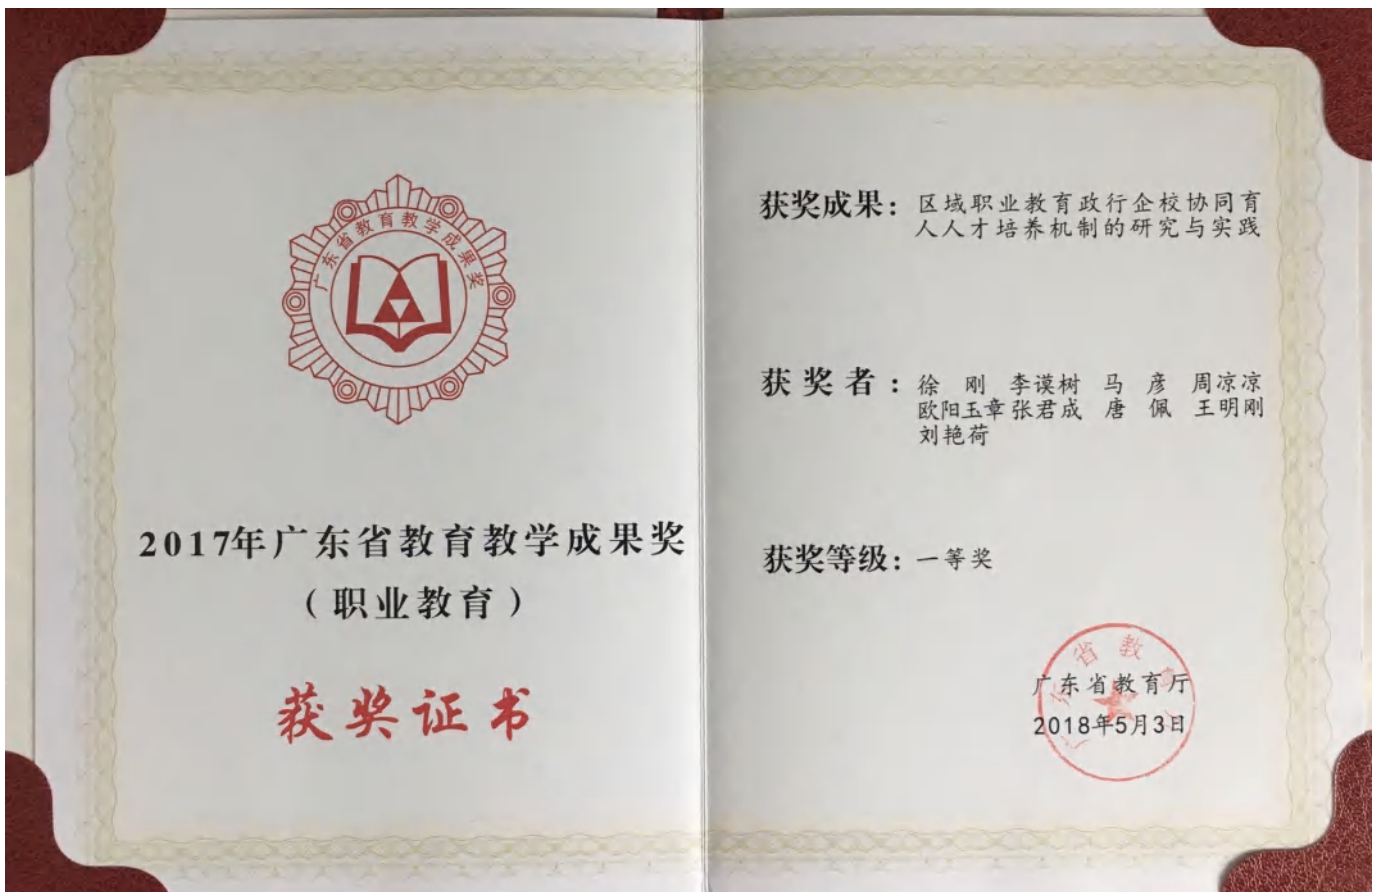 广东省教育教学成果奖
2017年广东省教育教学成果奖
（职业教育）
获奖证书
获奖成果：区域职业教育政行企校协同育
人人才培养机制的研究与实践
获奖者：徐 刚 李谟树 马 彦 周凉凉
欧阳玉章 张君成 唐 佩 王明刚
刘艳荷
获奖等级：一等奖
广东省教育厅
2018年5月3日